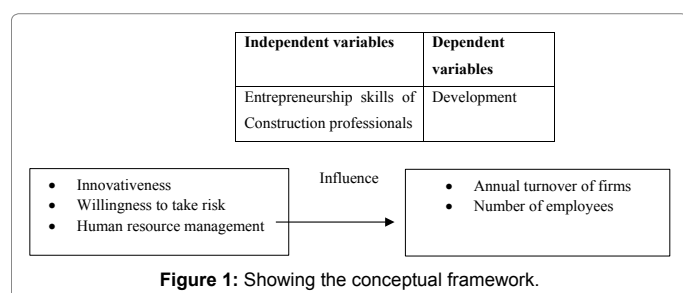 Independent variables Dependent
variables
Entrepreneurship skills of Development
Construction professionals
• Innovativeness
• Willingness to take risk
• Human resource management
Influence
• Annual turnover of firms
• Number of employees
Figure 1: Showing the conceptual framework.